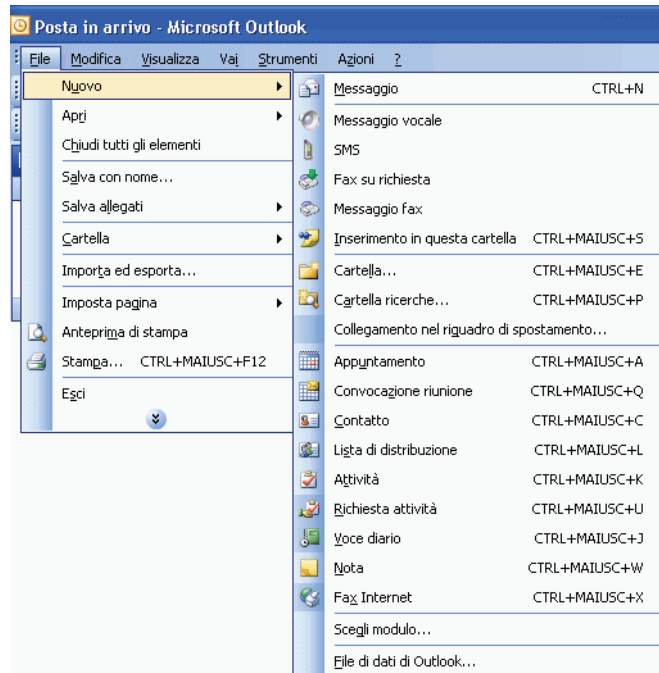 Posta in arrivo - Microsoft Outlook
File Modifica Visualizza Vai Strumenti Azioni ?
Nuovo
Apri
Chiudi tutti gli elementi
Salva con nome...
Salva allegati
Cartella
Importa ed esporta...
Imposta pagina
Anteprima di stampa
Stampa... CTRL+MAIUSC+F12
Esci
Messaggio CTRL+N
Messaggio vocale
SMS
Fax su richiesta
Messaggio fax
Inserimento in questa cartella CTRL+MAIUSC+S
Cartella... CTRL+MAIUSC+E
Cartella ricerche... CTRL+MAIUSC+P
Collegamento nel riquadro di spostamento...
Appuntamento CTRL+MAIUSC+A
Convocazione riunione CTRL+MAIUSC+Q
Contatto CTRL+MAIUSC+C
Lista di distribuzione CTRL+MAIUSC+L
Attività CTRL+MAIUSC+K
Richiesta attività CTRL+MAIUSC+U
Voce diario CTRL+MAIUSC+J
Nota CTRL+MAIUSC+W
Fax Internet CTRL+MAIUSC+X
Scegli modulo...
File di dati di Outlook...